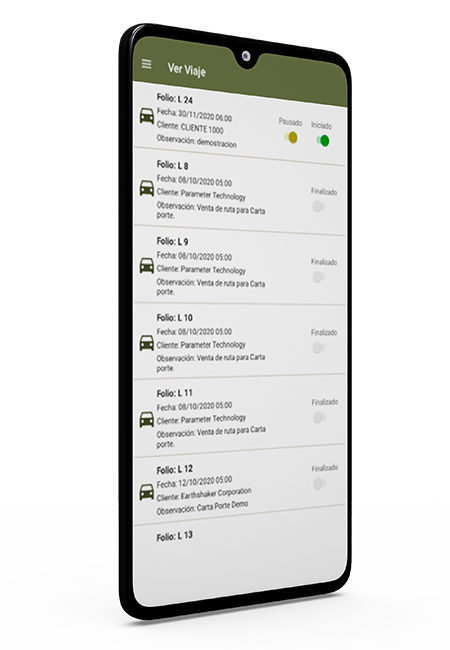 Ver Viaje
Folio: L 24
Fecha: 30/11/2020 06:00
Cliente: CLIENTE 1000
Observación: demostracion
Pausado
Iniciado
Folio: L 8
Fecha: 08/10/2020 05:00
Cliente: Parameter Technology
Observación: Venta de ruta para Carta
porte.
Finalizado
Folio: L 9
Fecha: 08/10/2020 05:00
Cliente: Parameter Technology
Observación: Venta de ruta para Carta
porte.
Finalizado
Folio: L 10
Fecha: 08/10/2020 05:00
Cliente: Parameter Technology
Observación: Venta de ruta para Carta
porte.
Finalizado
Folio: L 11
Fecha: 08/10/2020 05:00
Cliente: Parameter Technology
Observación: Venta de ruta para Carta
porte.
Finalizado
Folio: L 12
Fecha: 12/10/2020 05:00
Cliente: Earthshaker Corporation
Observación: Carta Porte Demo
Finalizado
Folio: L 13